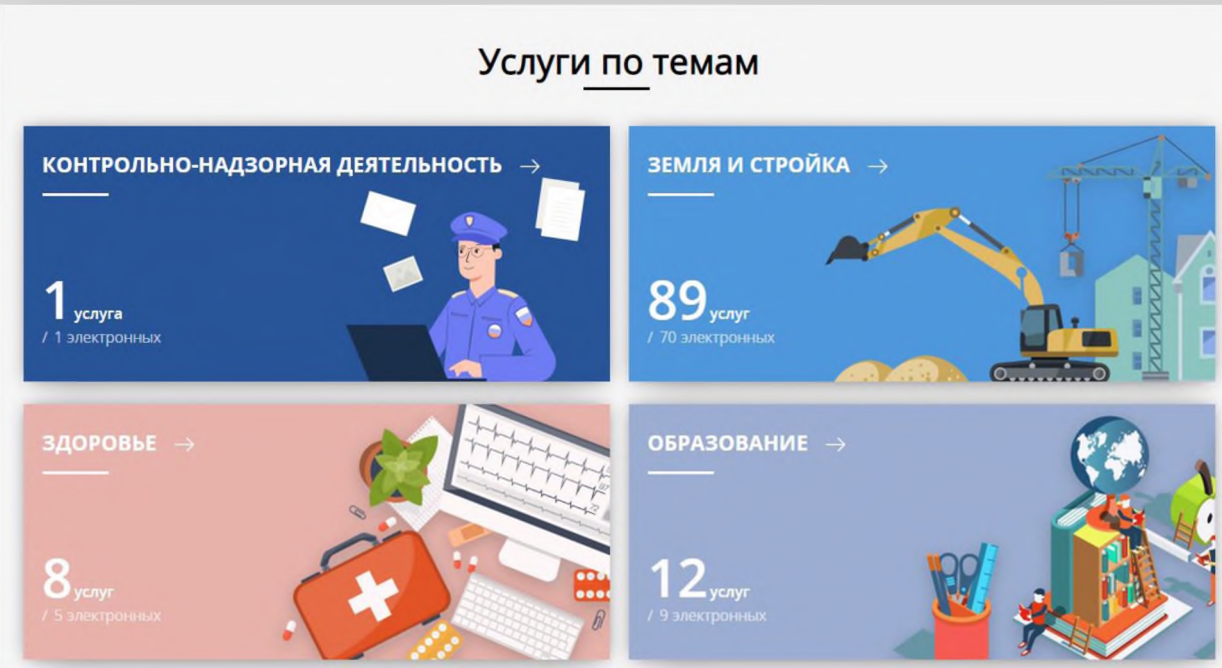 Услуги по темам
КОНТРОЛЬНО-НАДЗОРНАЯ ДЕЯТЕЛЬНОСТЬ →
1 услуга
/ 1 электронных
ЗЕМЛЯ И СТРОЙКА →
89 услуг
/ 70 электронных
ЗДОРОВЬЕ →
8 услуг
/ 5 электронных
72
ОБРАЗОВАНИЕ →
12 услуг
/ 9 электронных